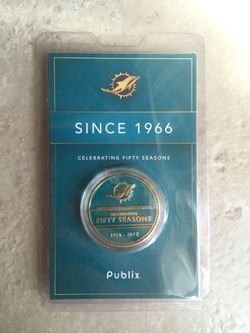 SINCE 1966
CELEBRATING FIFTY SEASONS
CELEBRATING
FIFTY SEASONS
1966 - 2015
Publix.